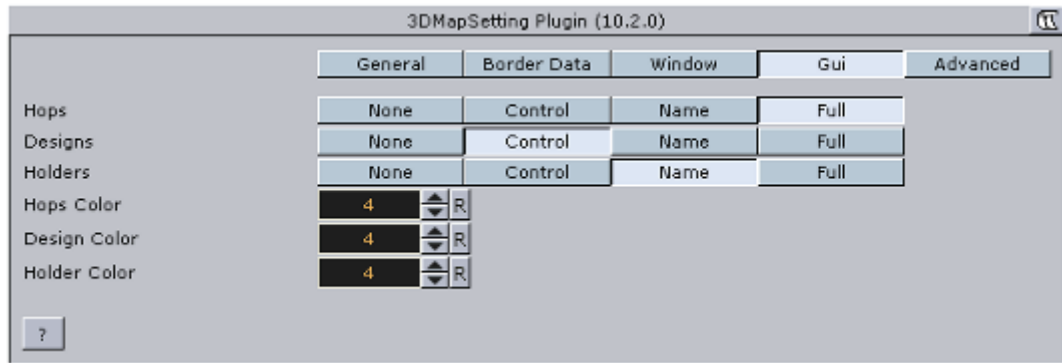 3DMapSetting Plugin (10.2.0)
General Border Data Window Gui Advanced
Hops None Control Name Full
Designs None Control Name Full
Holders None Control Name Full
Hops Color 4 R
Design Color 4 R
Holder Color 4 R
?